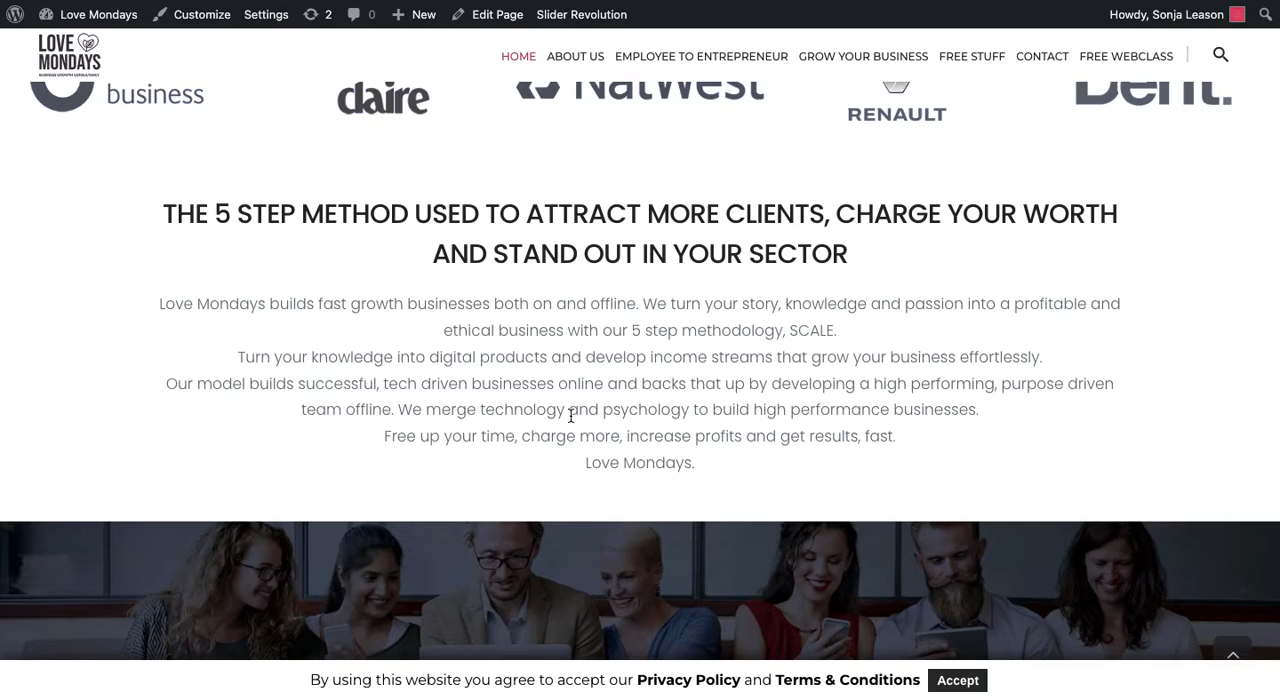 Love Mondays Customize Settings 2 0 New Edit Page Slider Revolution Howdy, Sonja Leason
LOVE
MONDAYS
HOME ABOUT US EMPLOYEE TO ENTREPRENEUR GROW YOUR BUSINESS FREE STUFF CONTACT FREE WEBCLASS
business claire NatWest RENAULT Dent.
THE 5 STEP METHOD USED TO ATTRACT MORE CLIENTS, CHARGE YOUR WORTH
AND STAND OUT IN YOUR SECTOR
Love Mondays builds fast growth businesses both on and offline. We turn your story, knowledge and passion into a profitable and
ethical business with our 5 step methodology, SCALE.
Turn your knowledge into digital products and develop income streams that grow your business effortlessly.
Our model builds successful, tech driven businesses online and backs that up by developing a high performing, purpose driven
team offline. We merge technology and psychology to build high performance businesses.
Free up your time, charge more, increase profits and get results, fast.
Love Mondays.
By using this website you agree to accept our Privacy Policy and Terms & Conditions Accept